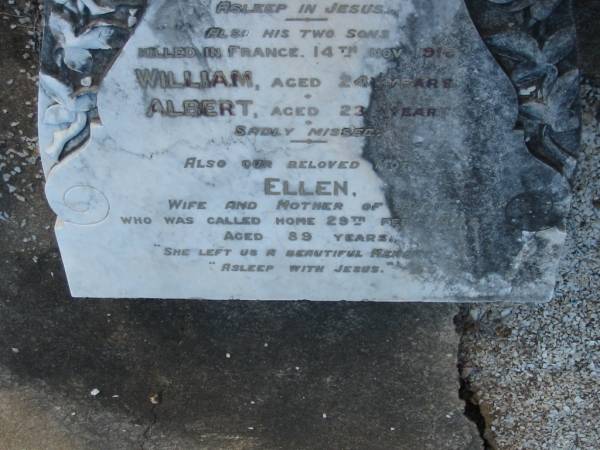 Asleep in Jesus.
Also his two sons
killed in France. 14th Nov. 1916
William, aged 24 years
Albert, aged 23 year
Sadly missed.
Also our beloved
Ellen,
Wife and Mother of
who was called home 29th
Aged 89 years.
"She left us a beautiful
"Asleep with Jesus."